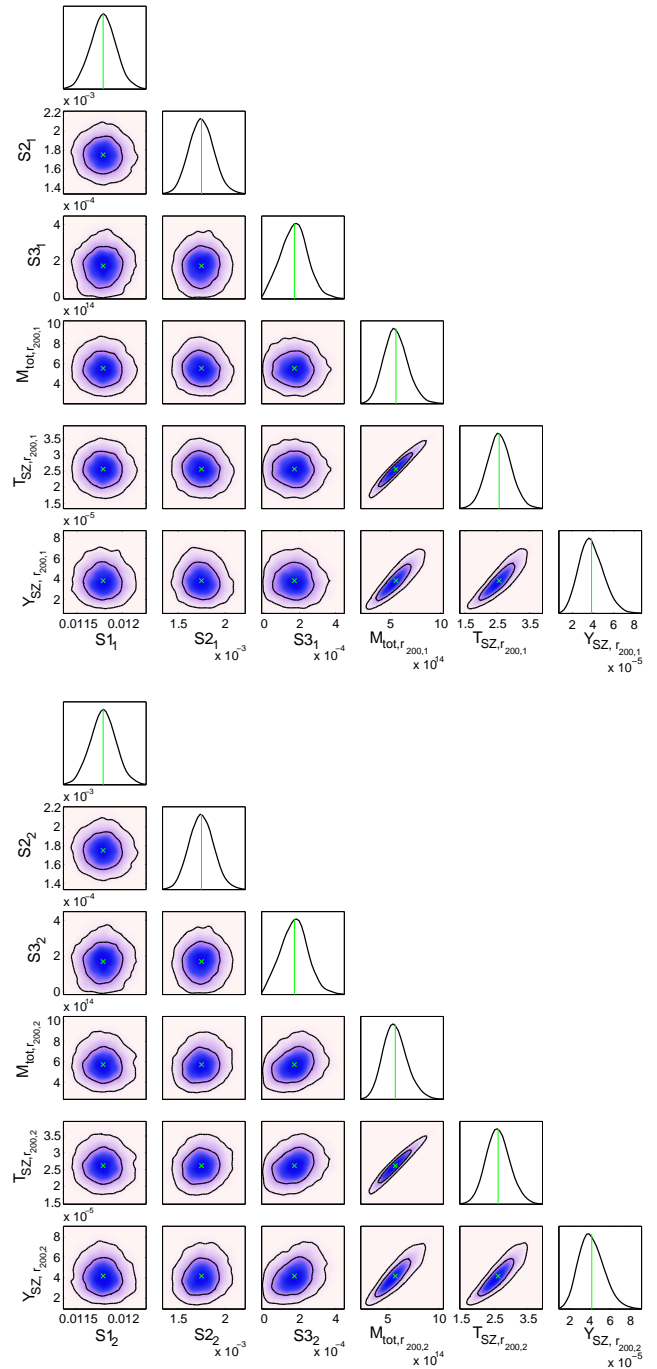 x 10⁻³
2.2
2
1.8
1.6
1.4
S2₁
x 10⁻⁴
4
2
0
S3₁
x 10¹⁴
10
8
6
4
M_tot,r_200,1
3.5
2.5
1.5
T_SZ,r_200,1
x 10⁻⁵
8
6
4
2
Y_SZ, r_200,1
0.0115 0.012
1.5 2
0 2 4
5 10
1.5 2.5 3.5
2 4 6 8
S1₁
S2₁
S3₁
M_tot,r_200,1
T_SZ,r_200,1
Y_SZ, r_200,1
x 10⁻³
x 10⁻⁴
x 10¹⁴
x 10⁻⁵
x 10⁻³
2.2
2
1.8
1.6
1.4
S2₂
x 10⁻⁴
4
2
0
S3₂
x 10¹⁴
10
8
6
4
M_tot,r_200,2
3.5
2.5
1.5
T_SZ,r_200,2
x 10⁻⁵
8
6
4
2
Y_SZ, r_200,2
0.0115 0.012
1.5 2
0 2 4
5 10
1.5 2.5 3.5
2 4 6 8
S1₂
S2₂
S3₂
M_tot,r_200,2
T_SZ,r_200,2
Y_SZ, r_200,2
x 10⁻³
x 10⁻⁴
x 10¹⁴
x 10⁻⁵